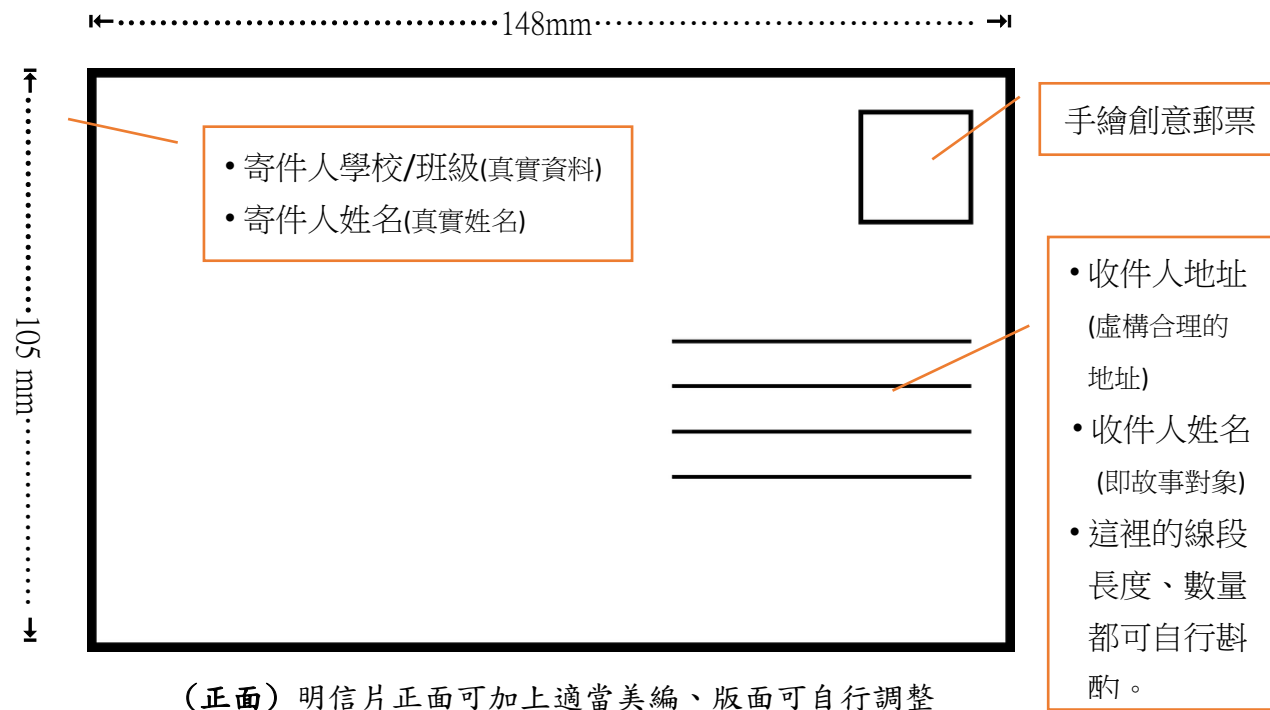 148mm
105 mm
• 寄件人學校/班級(真實資料)
• 寄件人姓名(真實姓名)
手繪創意郵票
• 收件人地址
(虛構合理的
地址)
• 收件人姓名
(即故事對象)
• 這裡的線段
長度、數量
都可自行斟
酌。
（正面）明信片正面可加上適當美編、版面可自行調整